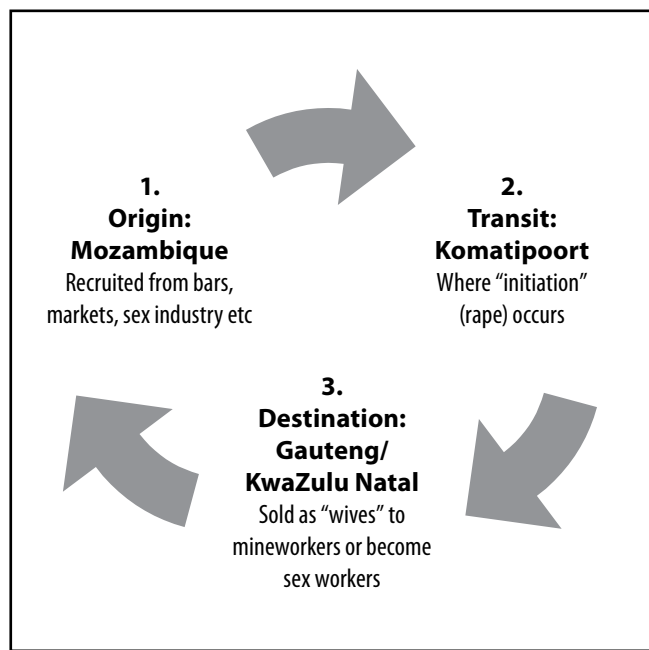 1.
Origin:
Mozambique
Recruited from bars,
markets, sex industry etc
2.
Transit:
Komatipoort
Where “initiation”
(rape) occurs
3.
Destination:
Gauteng/
KwaZulu Natal
Sold as “wives” to
mineworkers or become
sex workers